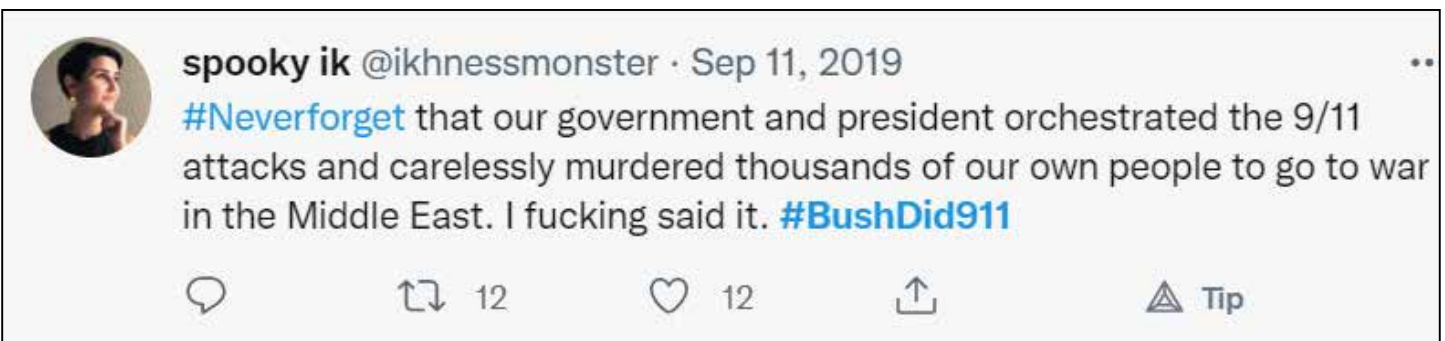 spooky ik @ikhnessmonster · Sep 11, 2019
#Neverforget that our government and president orchestrated the 9/11
attacks and carelessly murdered thousands of our own people to go to war
in the Middle East. I fucking said it. #BushDid911
12 12 Tip